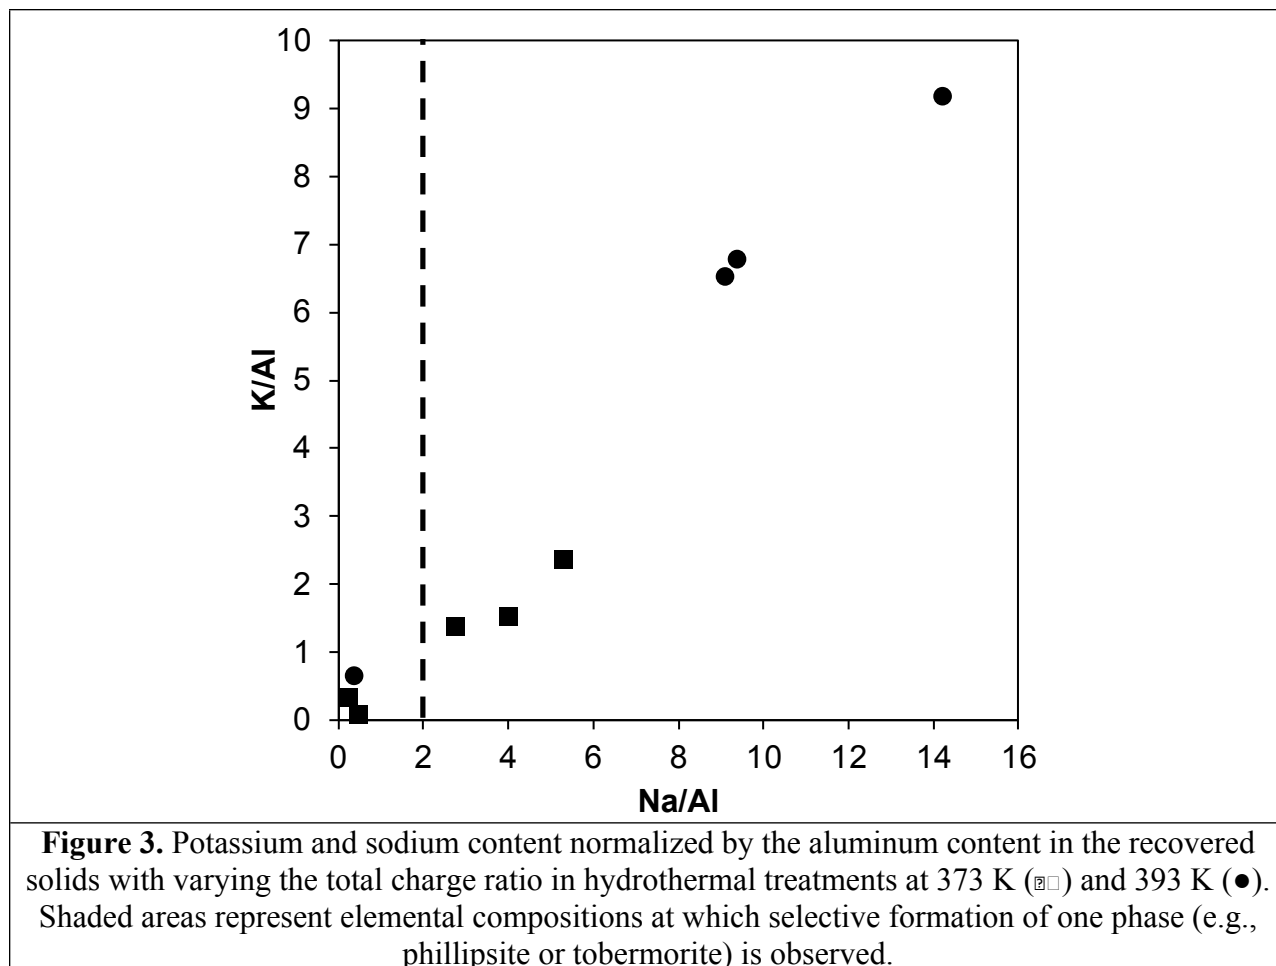 10
9
8
7
6
5
4
3
2
1
0
K/Al
0 2 4 6 8 10 12 14 16
Na/Al
Figure 3. Potassium and sodium content normalized by the aluminum content in the recovered
solids with varying the total charge ratio in hydrothermal treatments at 373 K (⍰□) and 393 K (●).
Shaded areas represent elemental compositions at which selective formation of one phase (e.g.,
phillipsite or tobermorite) is observed.